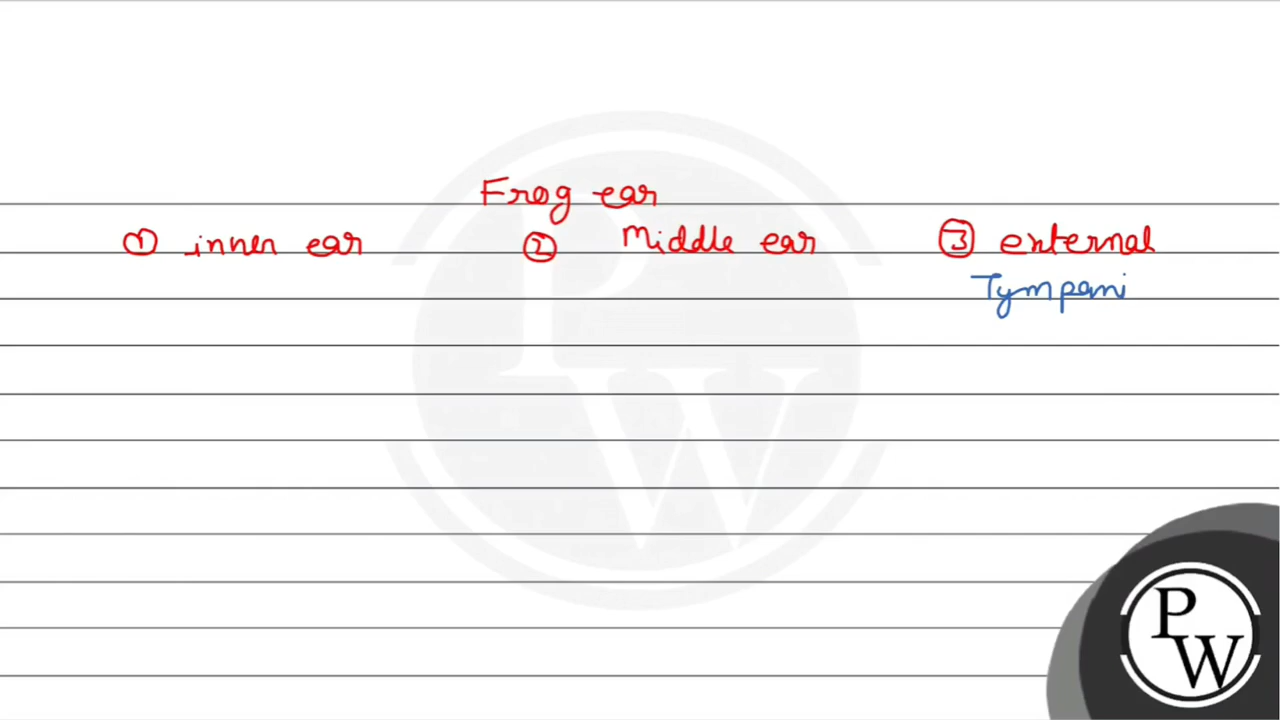 Frog ear
① inner ear ② Middle ear ③ external
Tympani
P
W
P
W